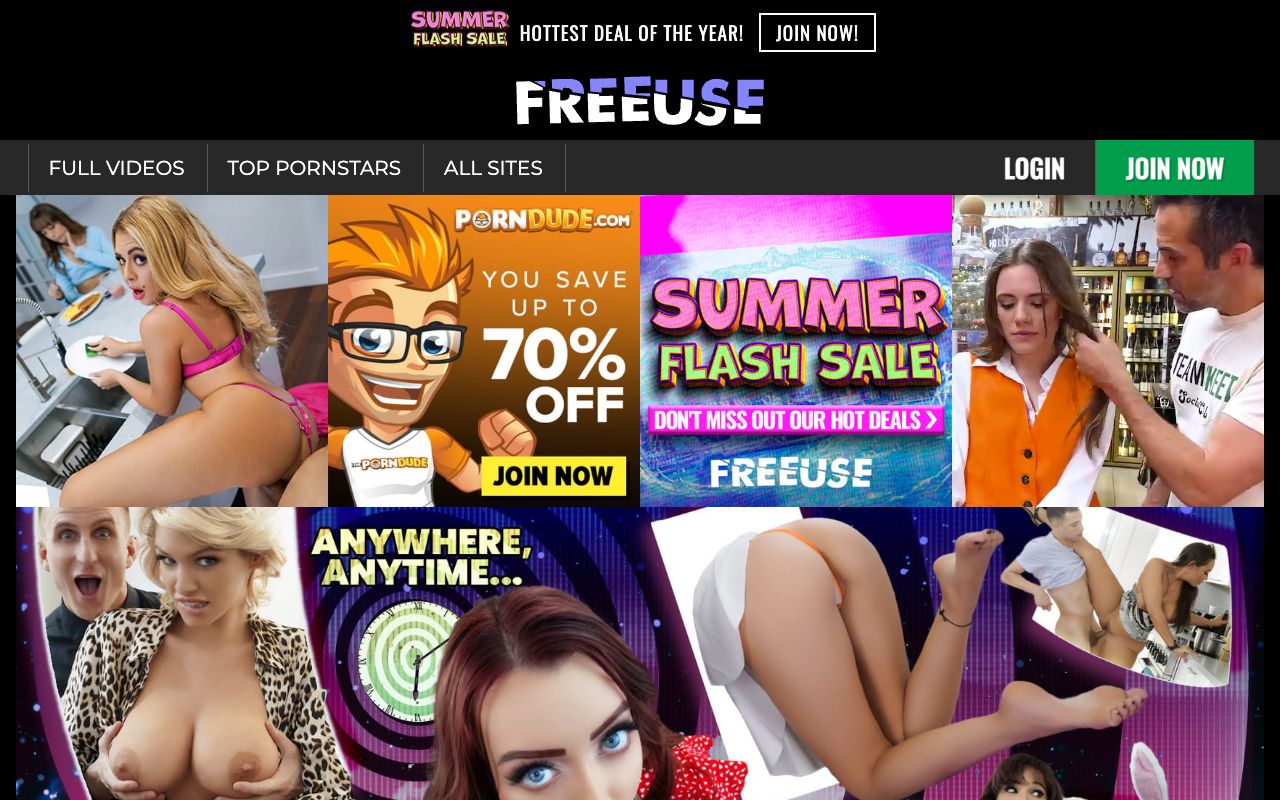 SUMMER
FLASH SALE
HOTTEST DEAL OF THE YEAR!
JOIN NOW!
FREEUSE
FULL VIDEOS
TOP PORNSTARS
ALL SITES
LOGIN
JOIN NOW
PORNDUDE.COM
YOU SAVE
UP TO
70%
OFF
THE PORNDUDE
JOIN NOW
SUMMER
FLASH SALE
DON'T MISS OUT OUR HOT DEALS >
FREEUSE
ANYWHERE,
ANYTIME...